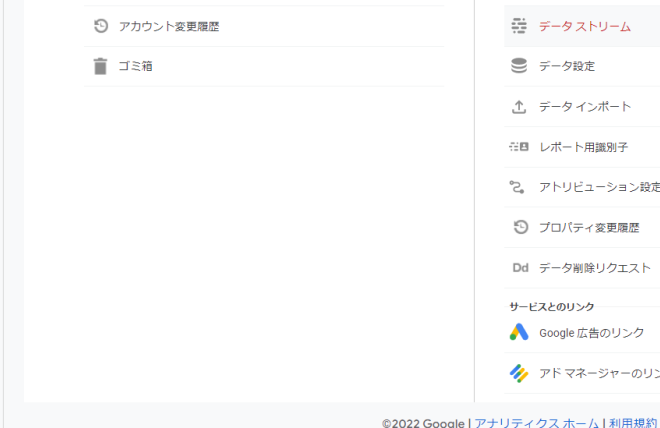 アカウント変更履歴
ゴミ箱
データ ストリーム
データ設定
データ インポート
レポート用識別子
アトリビューション設定
プロパティ変更履歴
Dd データ削除リクエスト
サービスとのリンク
Google 広告のリンク
アド マネージャーのリン
©2022 Google | アナリティクス ホーム | 利用規約